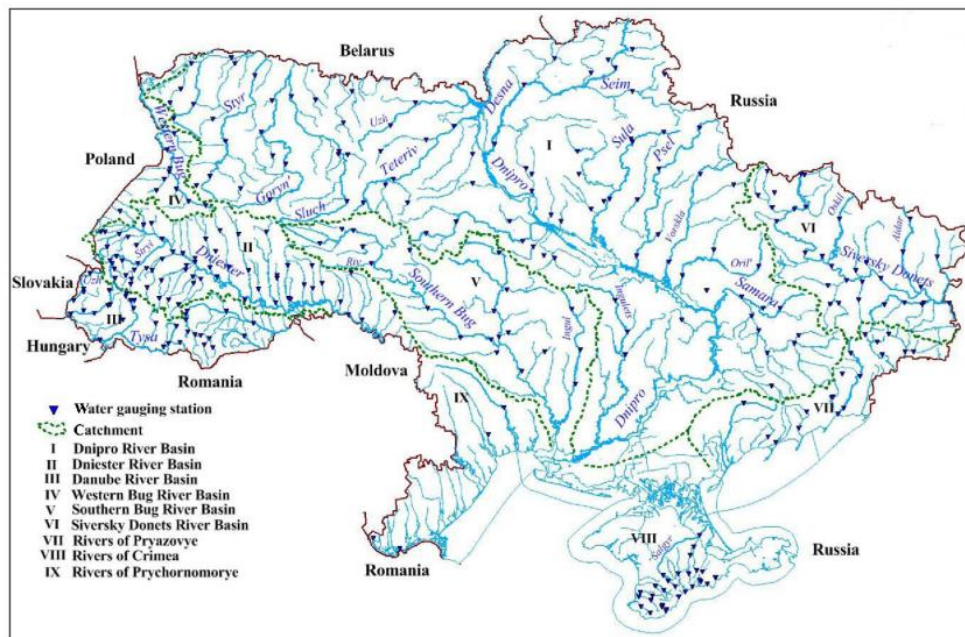 Belarus
Russia
Poland
Slovakia
Hungary
Romania
Moldova
Romania
Russia
Western Bug
Styr
Uzh
Teteriv
Goryn'
Sluch
Desna
Seim
Dnipro
Sula
Psel
Vorskla
Oril'
Samara
Oskil
Aidar
Siversky Donets
Stryi
Dniester
Uzh
Tysa
Riv
Southern Bug
Ingul
Ingulets
Dnipro
Salgyr
I
II
III
IV
V
VI
VII
VIII
IX
Water gauging station
Catchment
I Dnipro River Basin
II Dniester River Basin
III Danube River Basin
IV Western Bug River Basin
V Southern Bug River Basin
VI Siversky Donets River Basin
VII Rivers of Pryazovye
VIII Rivers of Crimea
IX Rivers of Prychornomorye